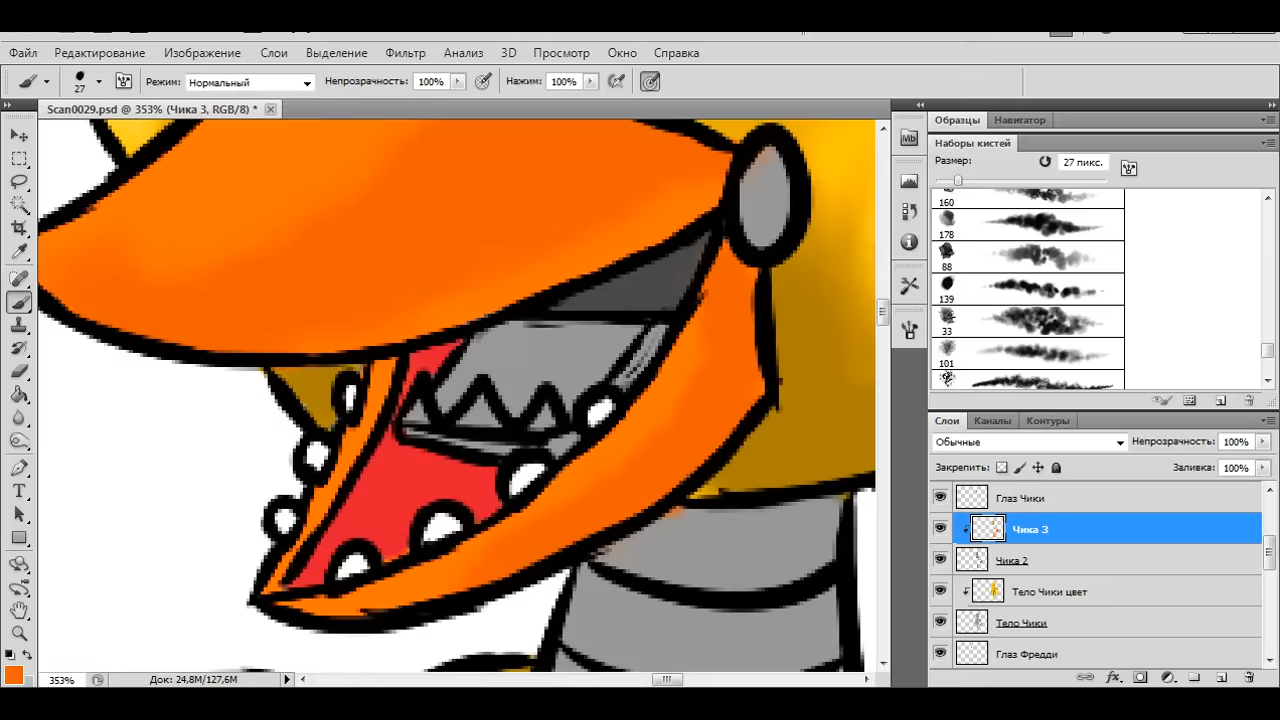 Файл Редактирование Изображение Слои Выделение Фильтр Анализ 3D Просмотр Окно Справка
27 Режим: Нормальный Непрозрачность: 100% Нажим: 100%
Scan0029.psd @ 353% (Чика 3, RGB/8) *
Образцы Навигатор
Наборы кистей
Размер: 27 пикс.
160
178
88
139
33
101
Mb
Слои Каналы Контуры
Обычные Непрозрачность: 100%
Закрепить: Заливка: 100%
Глаз Чики
Чика 3
Чика 2
Тело Чики цвет
Тело Чики
Глаз Фредди
353% Док: 24,8M/127,6M